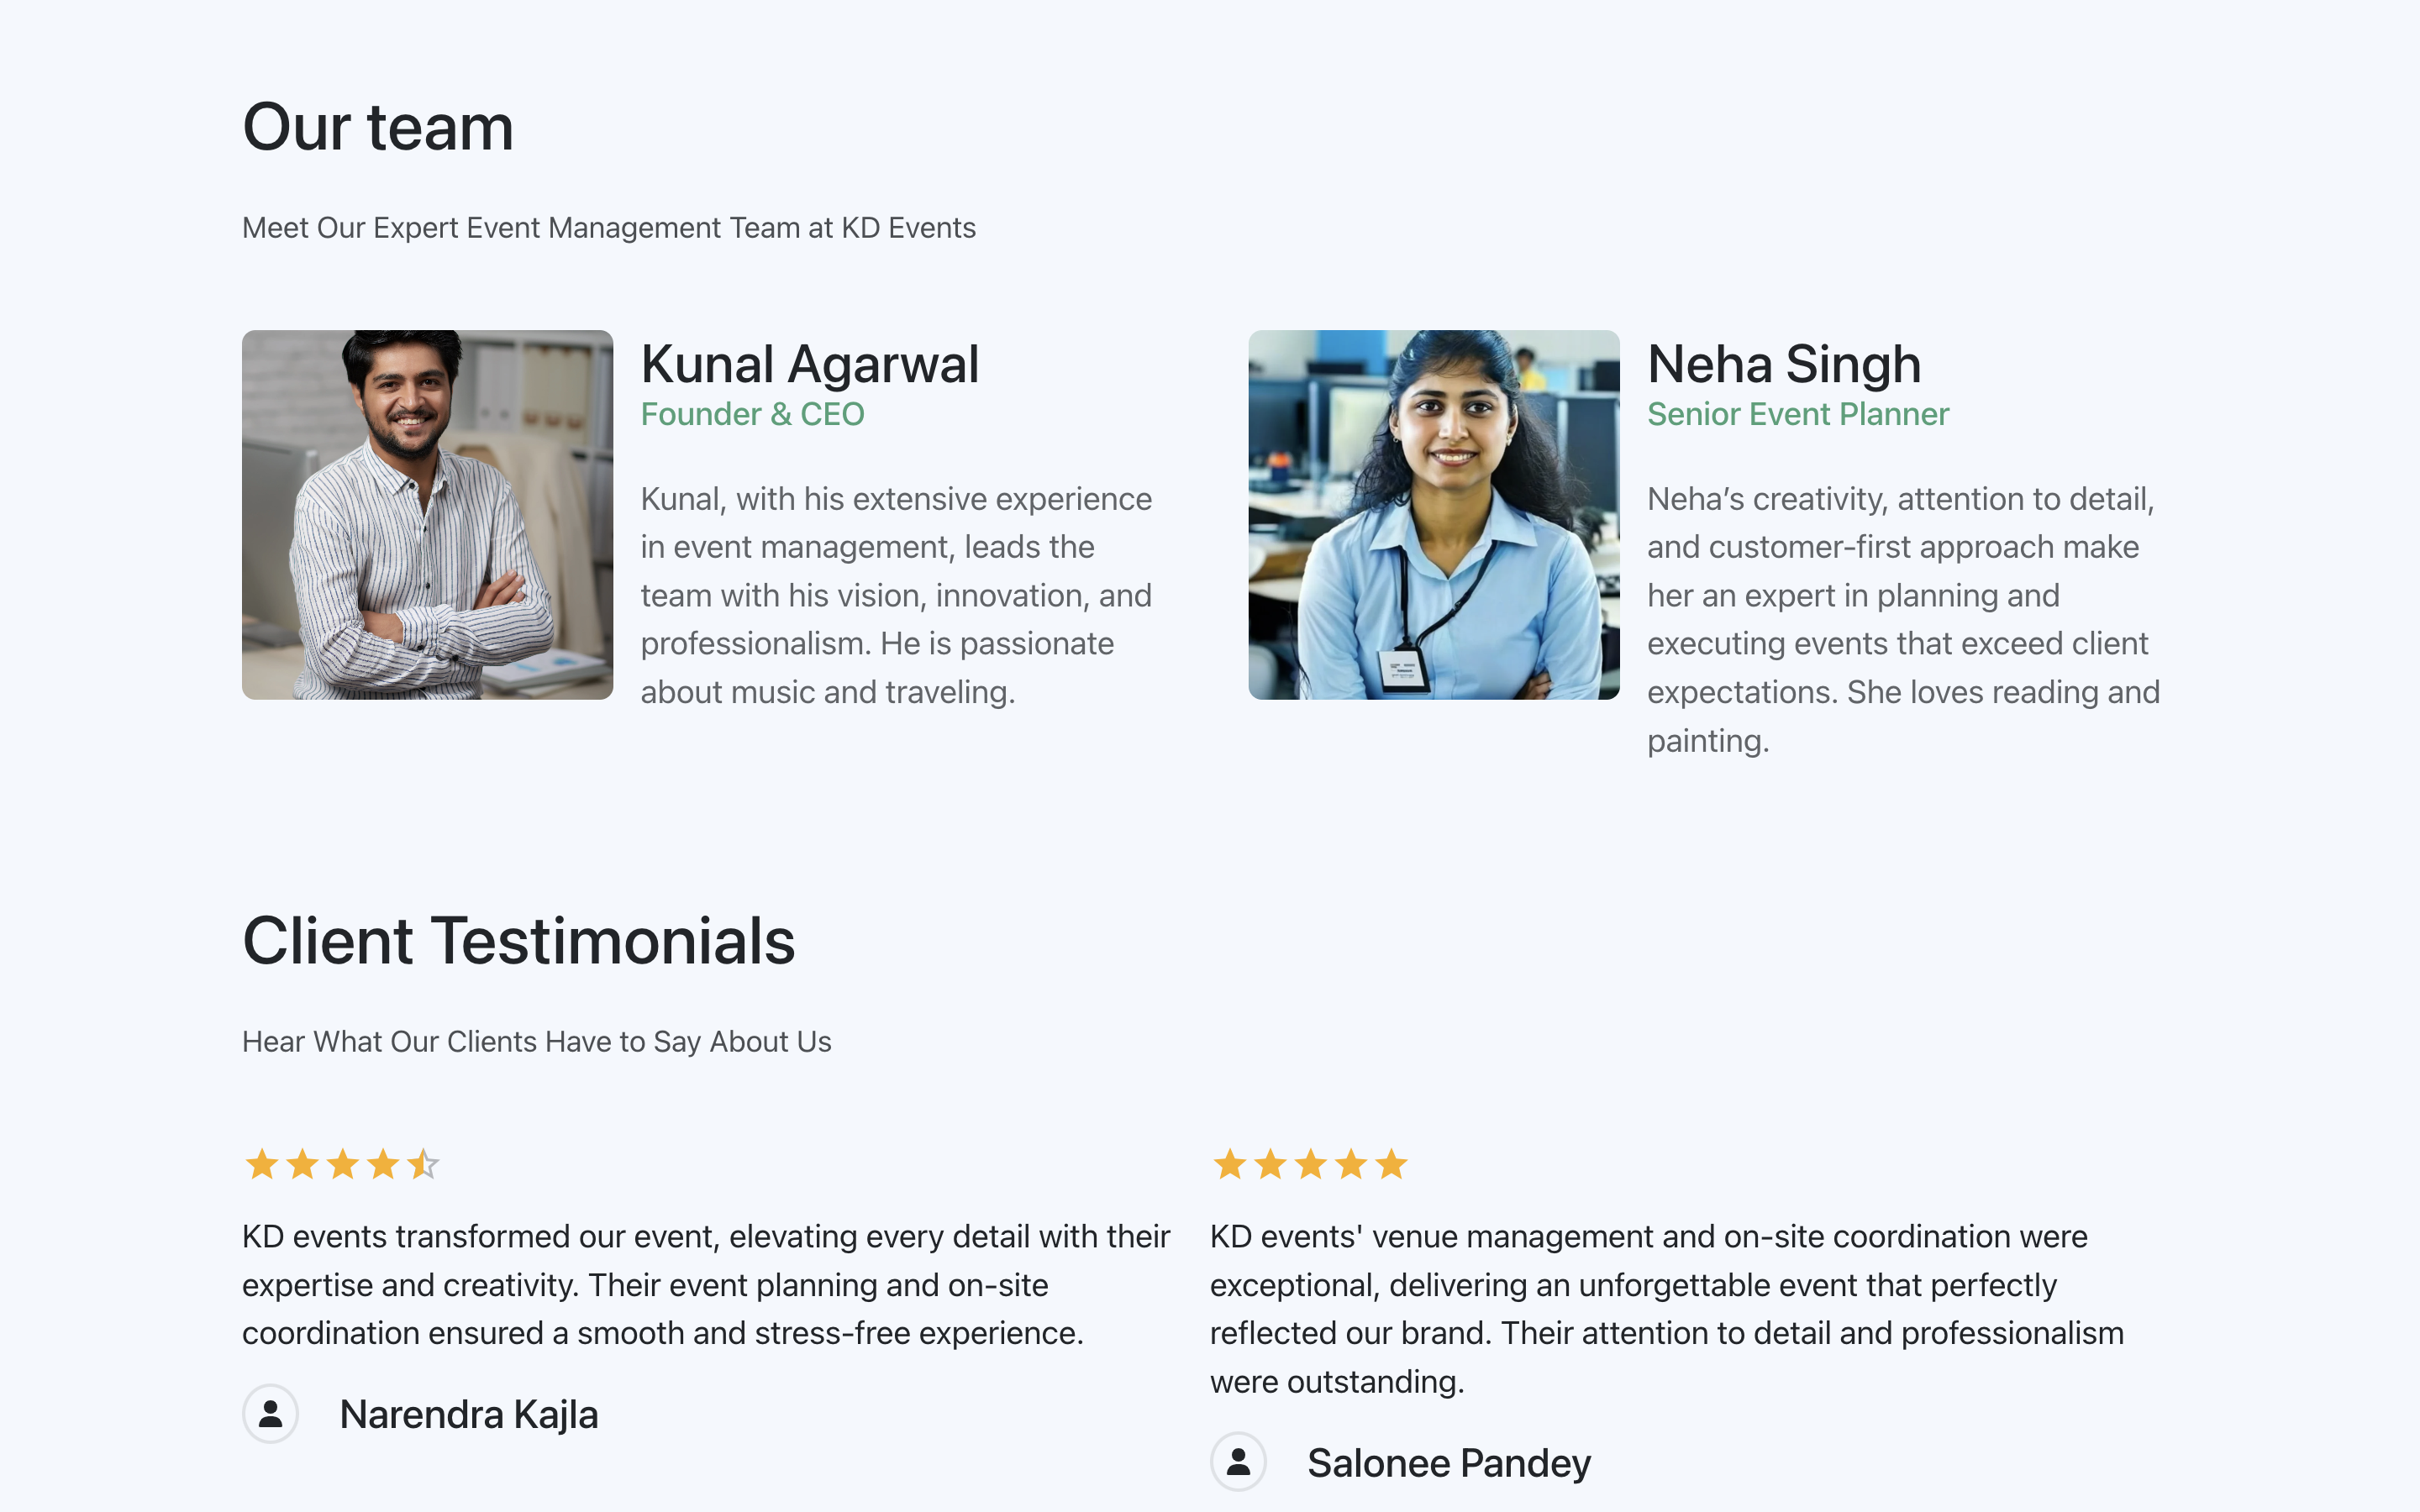 Our team
Meet Our Expert Event Management Team at KD Events
Kunal Agarwal
Founder & CEO
Kunal, with his extensive experience
in event management, leads the
team with his vision, innovation, and
professionalism. He is passionate
about music and traveling.
Neha Singh
Senior Event Planner
Neha’s creativity, attention to detail,
and customer-first approach make
her an expert in planning and
executing events that exceed client
expectations. She loves reading and
painting.
Client Testimonials
Hear What Our Clients Have to Say About Us
KD events transformed our event, elevating every detail with their
expertise and creativity. Their event planning and on-site
coordination ensured a smooth and stress-free experience.
Narendra Kajla
KD events' venue management and on-site coordination were
exceptional, delivering an unforgettable event that perfectly
reflected our brand. Their attention to detail and professionalism
were outstanding.
Salonee Pandey